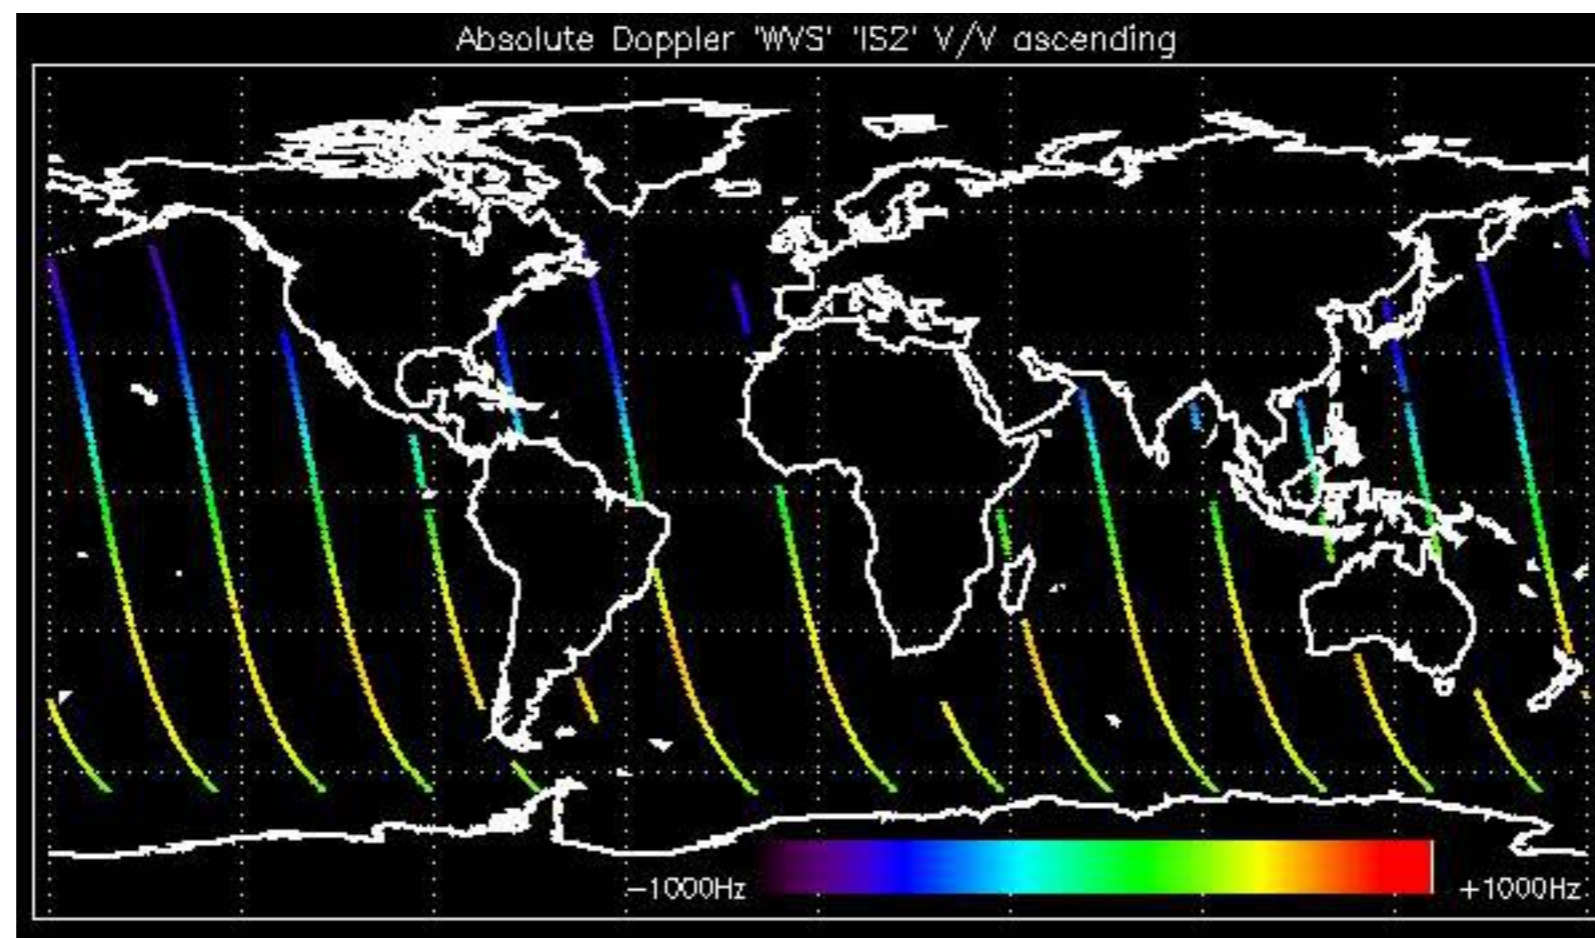 Absolute Doppler 'WVS' 'IS2' V/V ascending
−1000Hz +1000Hz